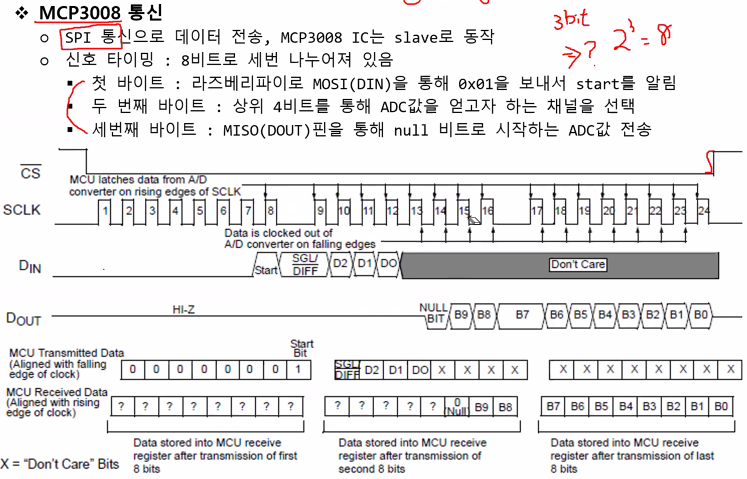 ❖ MCP3008 통신
3bit
⇒? 2³ = 8
○ SPI 통신으로 데이터 전송, MCP3008 IC는 slave로 동작
○ 신호 타이밍 : 8비트로 세번 나누어져 있음
▪ 첫 바이트 : 라즈베리파이로 MOSI(DIN)을 통해 0x01을 보내서 start를 알림
▪ 두 번째 바이트 : 상위 4비트를 통해 ADC값을 얻고자 하는 채널을 선택
▪ 세번째 바이트 : MISO(DOUT)핀을 통해 null 비트로 시작하는 ADC값 전송
CS
MCU latches data from A/D
converter on rising edges of SCLK
SCLK 1 2 3 4 5 6 7 8 9 10 11 12 13 14 15 16 17 18 19 20 21 22 23 24
Data is clocked out of
A/D converter on falling edges
DIN Start SGL/DIFF D2 D1 DO Don't Care
HI-Z
DOUT NULL BIT B9 B8 B7 B6 B5 B4 B3 B2 B1 B0
Start
Bit
MCU Transmitted Data
(Aligned with falling
edge of clock)
0 0 0 0 0 0 0 1 SGL/DIFF D2 D1 DO X X X X X X X X X X X X
MCU Received Data
(Aligned with rising
edge of clock)
? ? ? ? ? ? ? ? ? ? ? ? ? 0 (Null) B9 B8 B7 B6 B5 B4 B3 B2 B1 B0
Data stored into MCU receive
register after transmission of first
8 bits
Data stored into MCU receive
register after transmission of
second 8 bits
Data stored into MCU receive
register after transmission of last
8 bits
X = "Don't Care" Bits